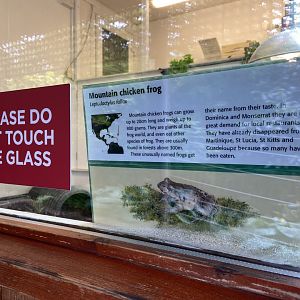 ASE DO
T TOUCH
E GLASS
Mountain chicken frog
Leptodactylus fallax
Mountain chicken frogs can grow
up to 20cm long and weigh up to
900 grams. They are giants of the
frog world, and even eat other
species of frog. They are usually
found in forests above 300m.
These unusually named frogs get
their name from their taste. In
Dominica and Montserrat they are in
great demand for local restaurants.
They have already disappeared from
Martinique, St Lucia, St Kitts and
Guadeloupe because so many have
been eaten.